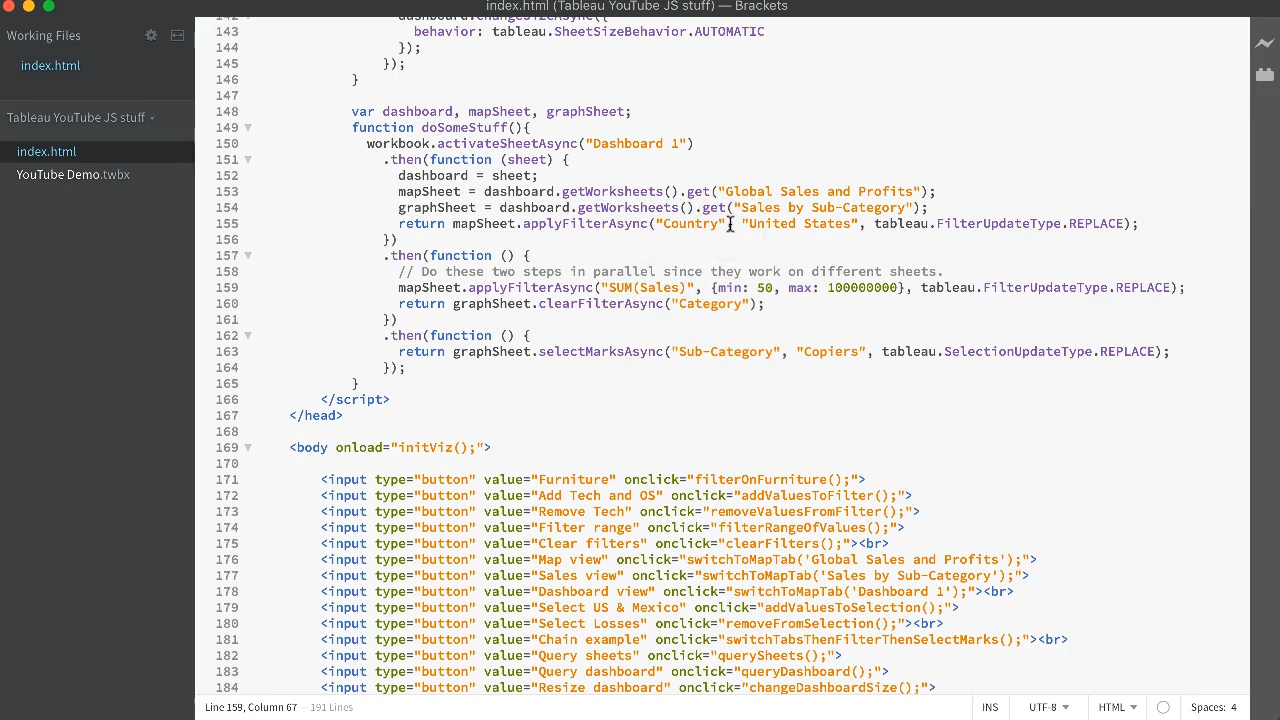 index.html (Tableau YouTube JS stuff) — Brackets
Working Files
index.html
Tableau YouTube JS stuff
index.html
YouTube Demo.twbx
142 dashboard.changeSizeAsync({
143 behavior: tableau.SheetSizeBehavior.AUTOMATIC
144 });
145 });
146 }
147
148 var dashboard, mapSheet, graphSheet;
149 function doSomeStuff(){
150 workbook.activateSheetAsync("Dashboard 1")
151 .then(function (sheet) {
152 dashboard = sheet;
153 mapSheet = dashboard.getWorksheets().get("Global Sales and Profits");
154 graphSheet = dashboard.getWorksheets().get("Sales by Sub-Category");
155 return mapSheet.applyFilterAsync("Country", "United States", tableau.FilterUpdateType.REPLACE);
156 })
157 .then(function () {
158 // Do these two steps in parallel since they work on different sheets.
159 mapSheet.applyFilterAsync("SUM(Sales)", {min: 50, max: 100000000}, tableau.FilterUpdateType.REPLACE);
160 return graphSheet.clearFilterAsync("Category");
161 })
162 .then(function () {
163 return graphSheet.selectMarksAsync("Sub-Category", "Copiers", tableau.SelectionUpdateType.REPLACE);
164 });
165 }
166 </script>
167 </head>
168
169 <body onload="initViz();">
170
171 <input type="button" value="Furniture" onclick="filterOnFurniture();">
172 <input type="button" value="Add Tech and OS" onclick="addValuesToFilter();">
173 <input type="button" value="Remove Tech" onclick="removeValuesFromFilter();">
174 <input type="button" value="Filter range" onclick="filterRangeOfValues();">
175 <input type="button" value="Clear filters" onclick="clearFilters();"><br>
176 <input type="button" value="Map view" onclick="switchToMapTab('Global Sales and Profits');">
177 <input type="button" value="Sales view" onclick="switchToMapTab('Sales by Sub-Category');">
178 <input type="button" value="Dashboard view" onclick="switchToMapTab('Dashboard 1');"><br>
179 <input type="button" value="Select US & Mexico" onclick="addValuesToSelection();">
180 <input type="button" value="Select Losses" onclick="removeFromSelection();"><br>
181 <input type="button" value="Chain example" onclick="switchTabsThenFilterThenSelectMarks();"><br>
182 <input type="button" value="Query sheets" onclick="querySheets();">
183 <input type="button" value="Query dashboard" onclick="queryDashboard();">
184 <input type="button" value="Resize dashboard" onclick="changeDashboardSize();">
Line 159, Column 67 — 191 Lines
INS UTF-8 HTML Spaces: 4